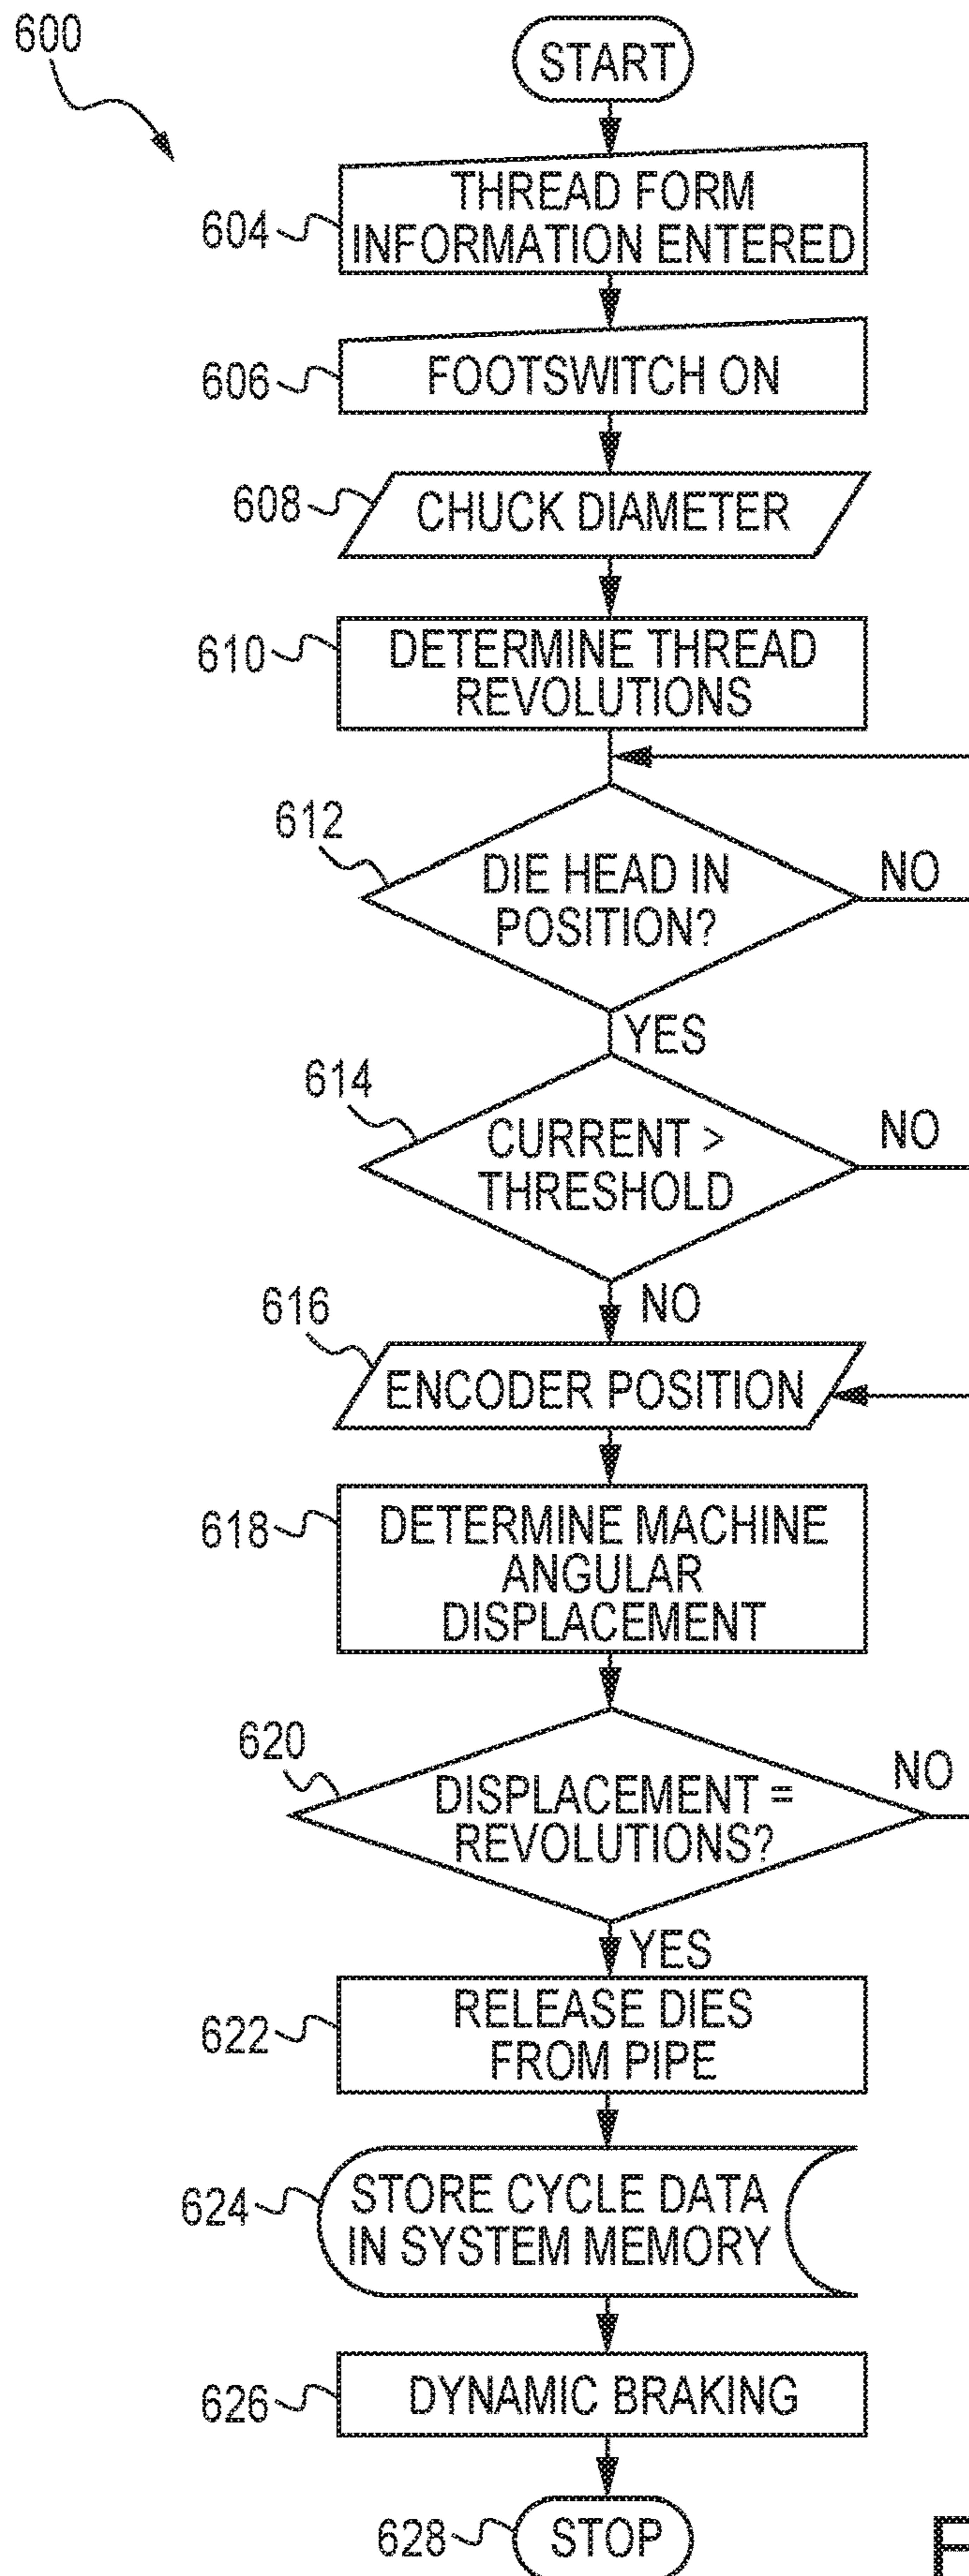 600
START
604
THREAD FORM
INFORMATION ENTERED
606
FOOTSWITCH ON
608
CHUCK DIAMETER
610
DETERMINE THREAD
REVOLUTIONS
612
DIE HEAD IN
POSITION?
NO
YES
614
CURRENT >
THRESHOLD
NO
NO
616
ENCODER POSITION
618
DETERMINE MACHINE
ANGULAR
DISPLACEMENT
620
DISPLACEMENT =
REVOLUTIONS?
NO
YES
622
RELEASE DIES
FROM PIPE
624
STORE CYCLE DATA
IN SYSTEM MEMORY
626
DYNAMIC BRAKING
628
STOP